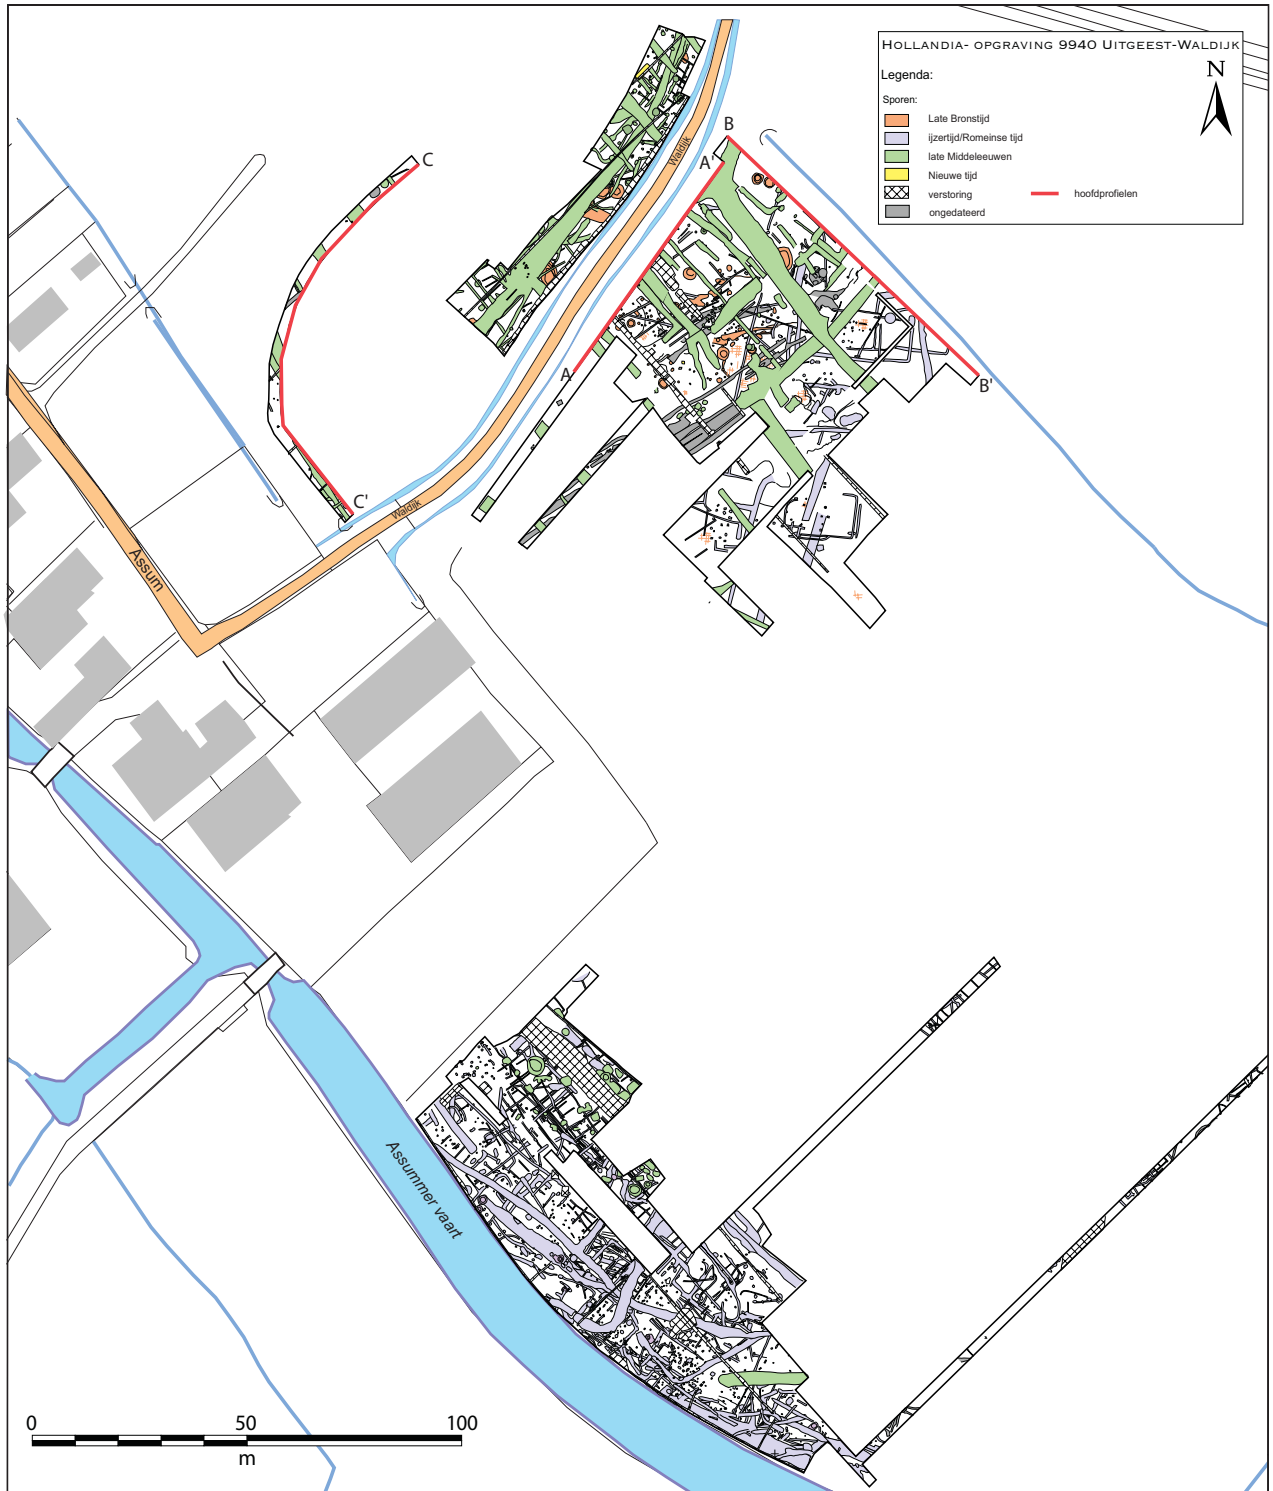 HOLLANDIA- OPGRAVING 9940 UITGEEST-WALDIJK
Legenda:
N
Sporen:
Late Bronstijd
ijzertijd/Romeinse tijd
late Middeleeuwen
Nieuwe tijd
verstoring
hoofdprofielen
ongedateerd
B
A'
C
Waldijk
A
B'
C'
Waldijk
Assum
Assummer vaart
0 50 100
m